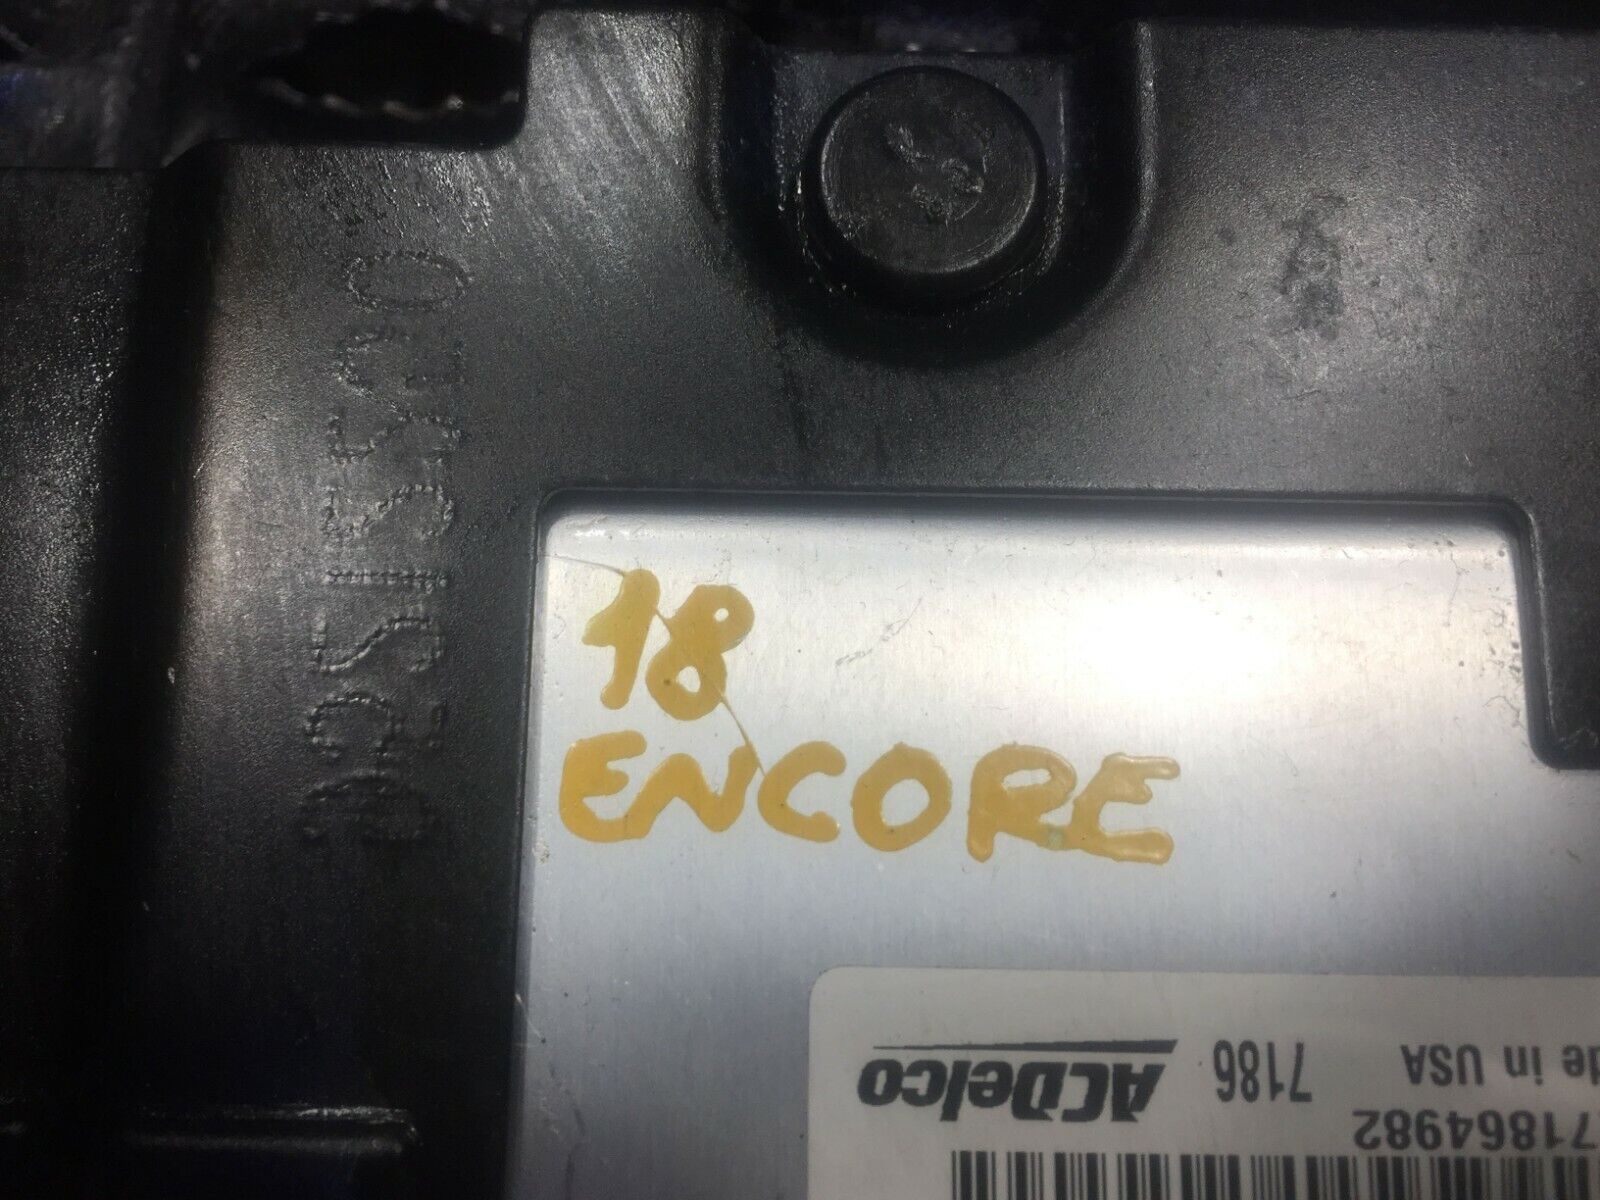 18
ENCORE
71864982
de in USA 7186 ACDelco